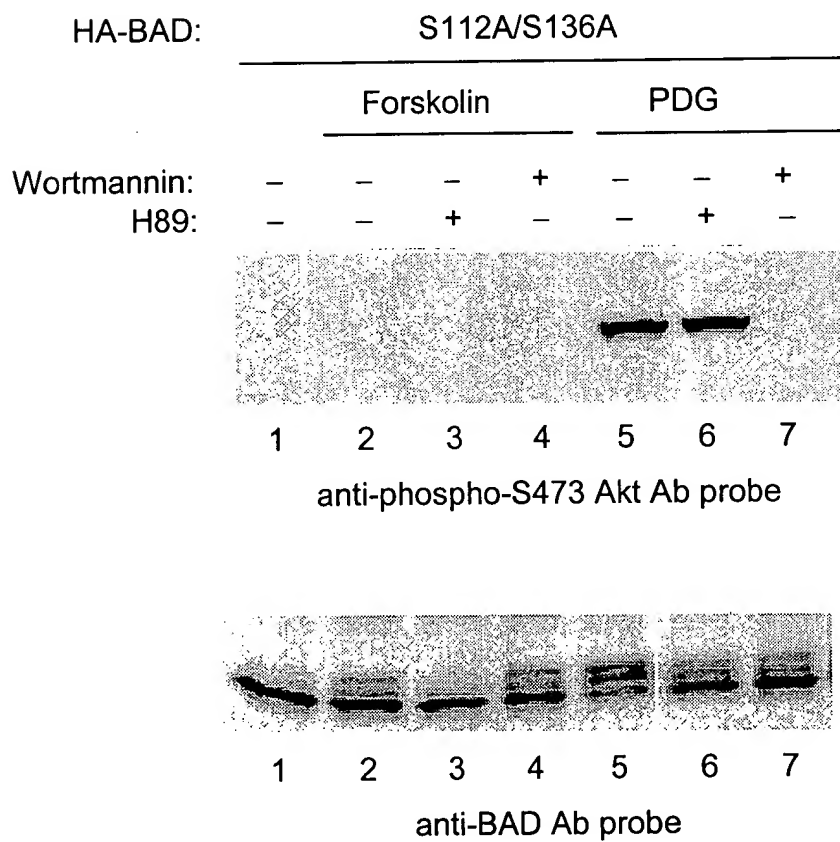 HA-BAD: S112A/S136A
Forskolin PDG
Wortmannin: – – – + – – +
H89: – – + – – + –
1 2 3 4 5 6 7
anti-phospho-S473 Akt Ab probe
1 2 3 4 5 6 7
anti-BAD Ab probe